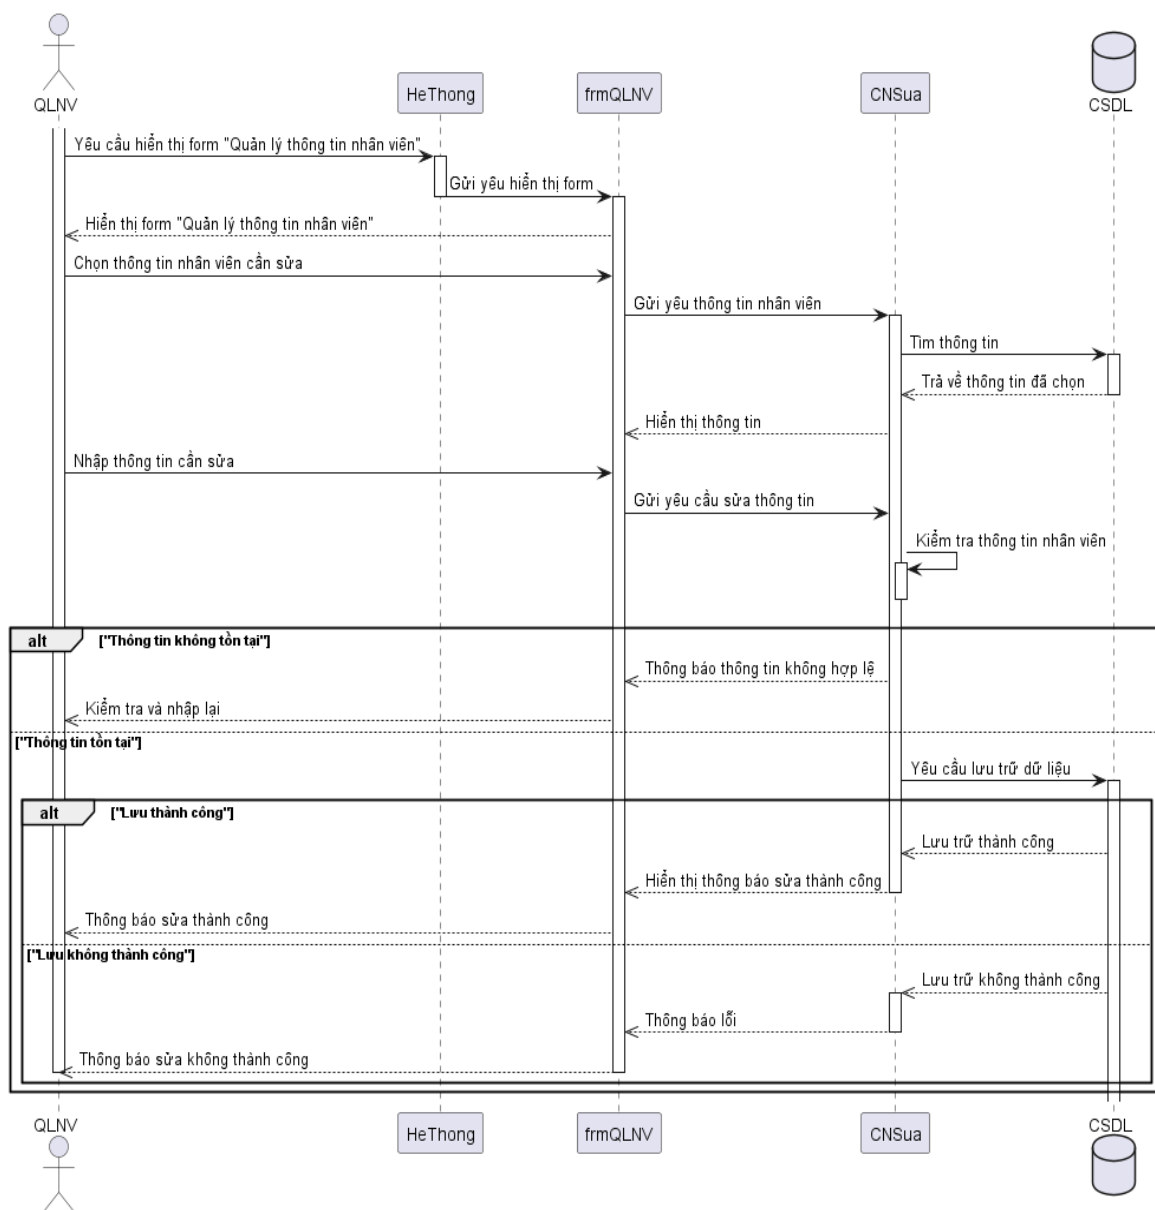 QLNV
HeThong
frmQLNV
CNSua
CSDL
Yêu cầu hiển thị form "Quản lý thông tin nhân viên"
Gửi yêu hiển thị form
Hiển thị form "Quản lý thông tin nhân viên"
Chọn thông tin nhân viên cần sửa
Gửi yêu thông tin nhân viên
Tìm thông tin
Trả về thông tin đã chọn
Hiển thị thông tin
Nhập thông tin cần sửa
Gửi yêu cầu sửa thông tin
Kiểm tra thông tin nhân viên
alt ["Thông tin không tồn tại"]
Thông báo thông tin không hợp lệ
Kiểm tra và nhập lại
["Thông tin tồn tại"]
Yêu cầu lưu trữ dữ liệu
alt ["Lưu thành công"]
Lưu trữ thành công
Hiển thị thông báo sửa thành công
Thông báo sửa thành công
["Lưu không thành công"]
Lưu trữ không thành công
Thông báo lỗi
Thông báo sửa không thành công
QLNV
HeThong
frmQLNV
CNSua
CSDL